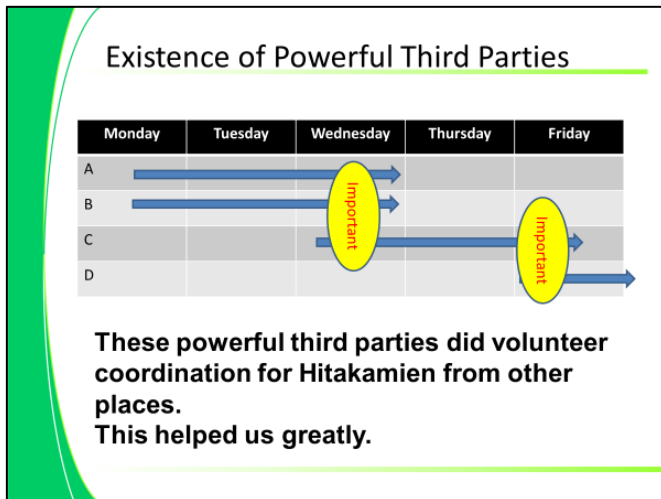 Existence of Powerful Third Parties
Monday Tuesday Wednesday Thursday Friday
A
B
C
D
Important
Important
These powerful third parties did volunteer
coordination for Hitakamien from other
places.
This helped us greatly.